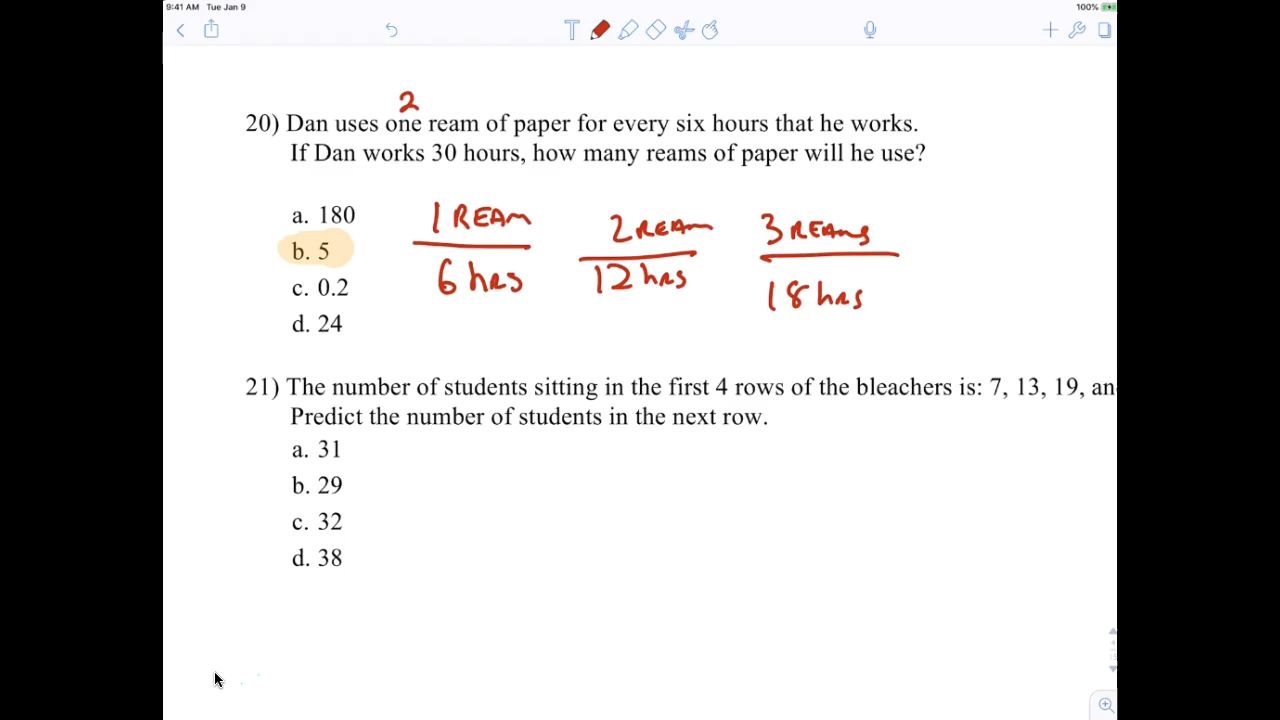 9:41 AM Tue Jan 9
100%
T
2
20) Dan uses one ream of paper for every six hours that he works.
If Dan works 30 hours, how many reams of paper will he use?
a. 180
b. 5
c. 0.2
d. 24
1 REAM
6 hrs
2 REAM
12 hrs
3 REAMS
18 hrs
21) The number of students sitting in the first 4 rows of the bleachers is: 7, 13, 19, an
Predict the number of students in the next row.
a. 31
b. 29
c. 32
d. 38